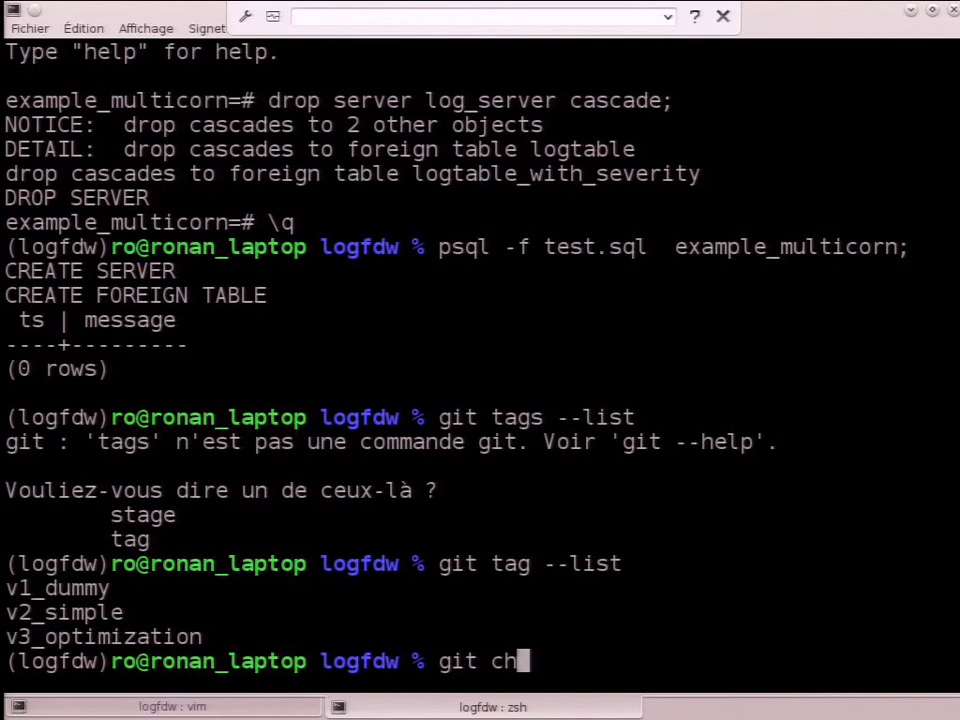 Fichier Édition Affichage Signet
Type "help" for help.
example_multicorn=# drop server log_server cascade;
NOTICE:  drop cascades to 2 other objects
DETAIL:  drop cascades to foreign table logtable
drop cascades to foreign table logtable_with_severity
DROP SERVER
example_multicorn=# \q
(logfdw)ro@ronan_laptop logfdw % psql -f test.sql  example_multicorn;
CREATE SERVER
CREATE FOREIGN TABLE
 ts | message
----+---------
(0 rows)
(logfdw)ro@ronan_laptop logfdw % git tags --list
git : 'tags' n'est pas une commande git. Voir 'git --help'.
Vouliez-vous dire un de ceux-là ?
        stage
        tag
(logfdw)ro@ronan_laptop logfdw % git tag --list
v1_dummy
v2_simple
v3_optimization
(logfdw)ro@ronan_laptop logfdw % git ch
logfdw : vim
logfdw : zsh